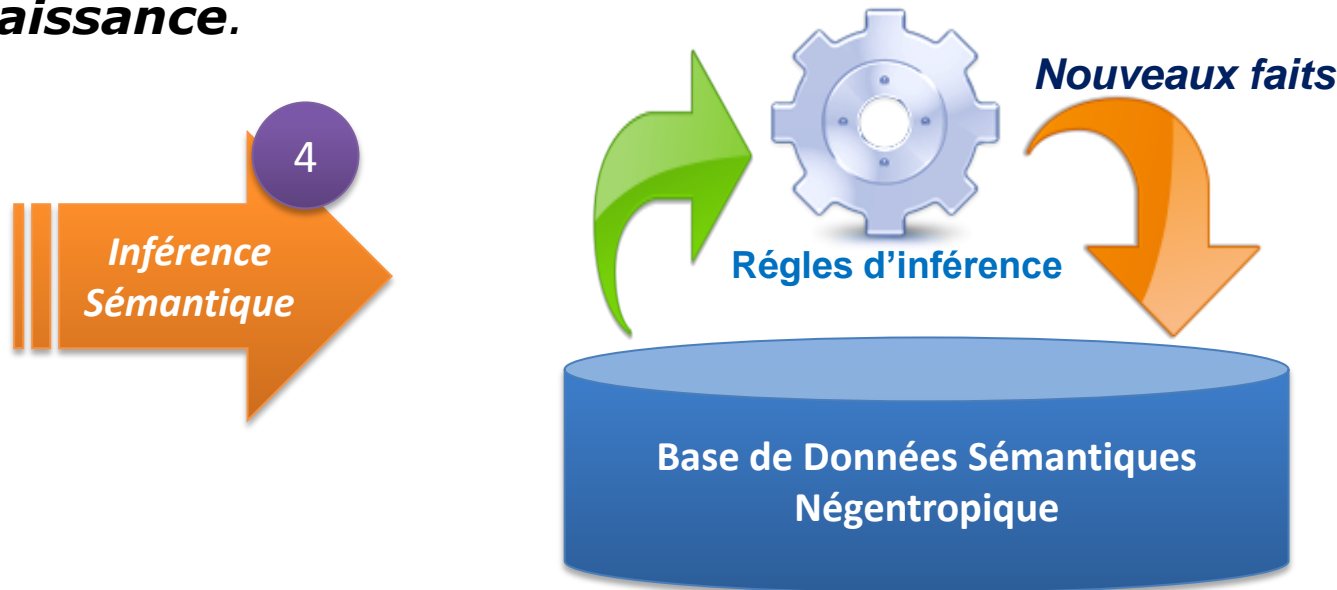 aissance.
Nouveaux faits
4
Inférence
Sémantique
Régles d’inférence
Base de Données Sémantiques
Négentropique